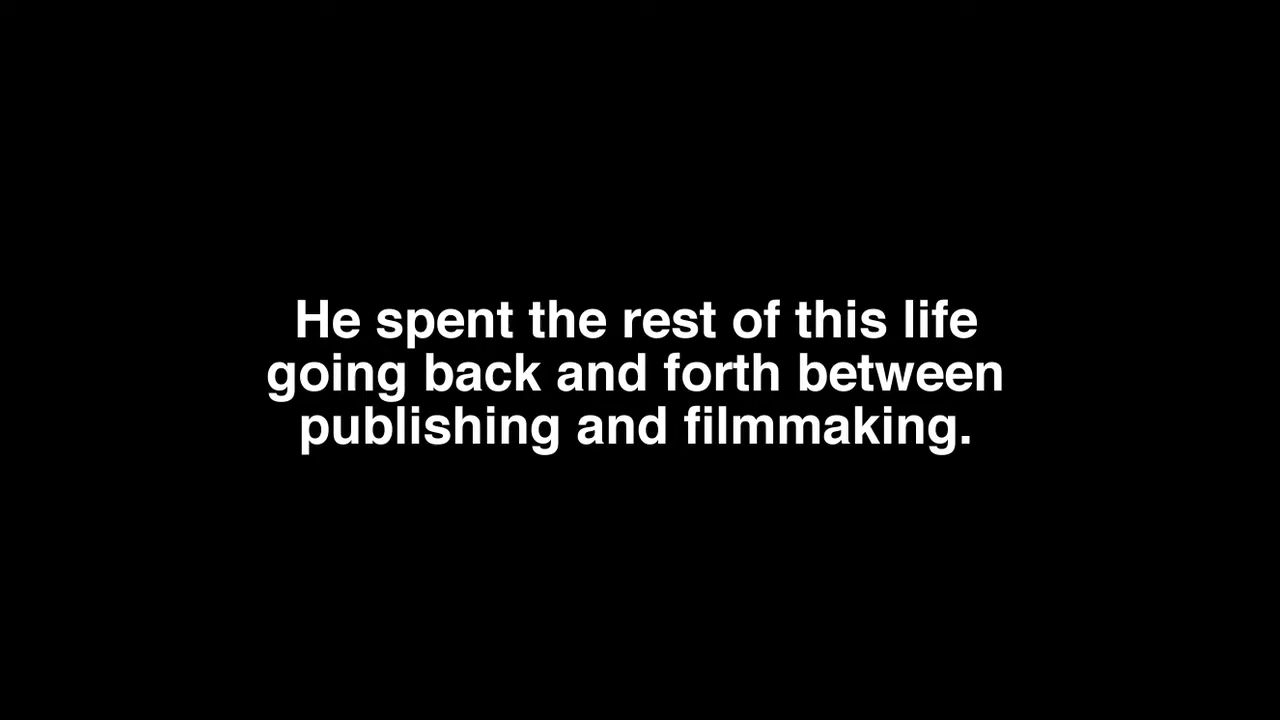 He spent the rest of this life
going back and forth between
publishing and filmmaking.